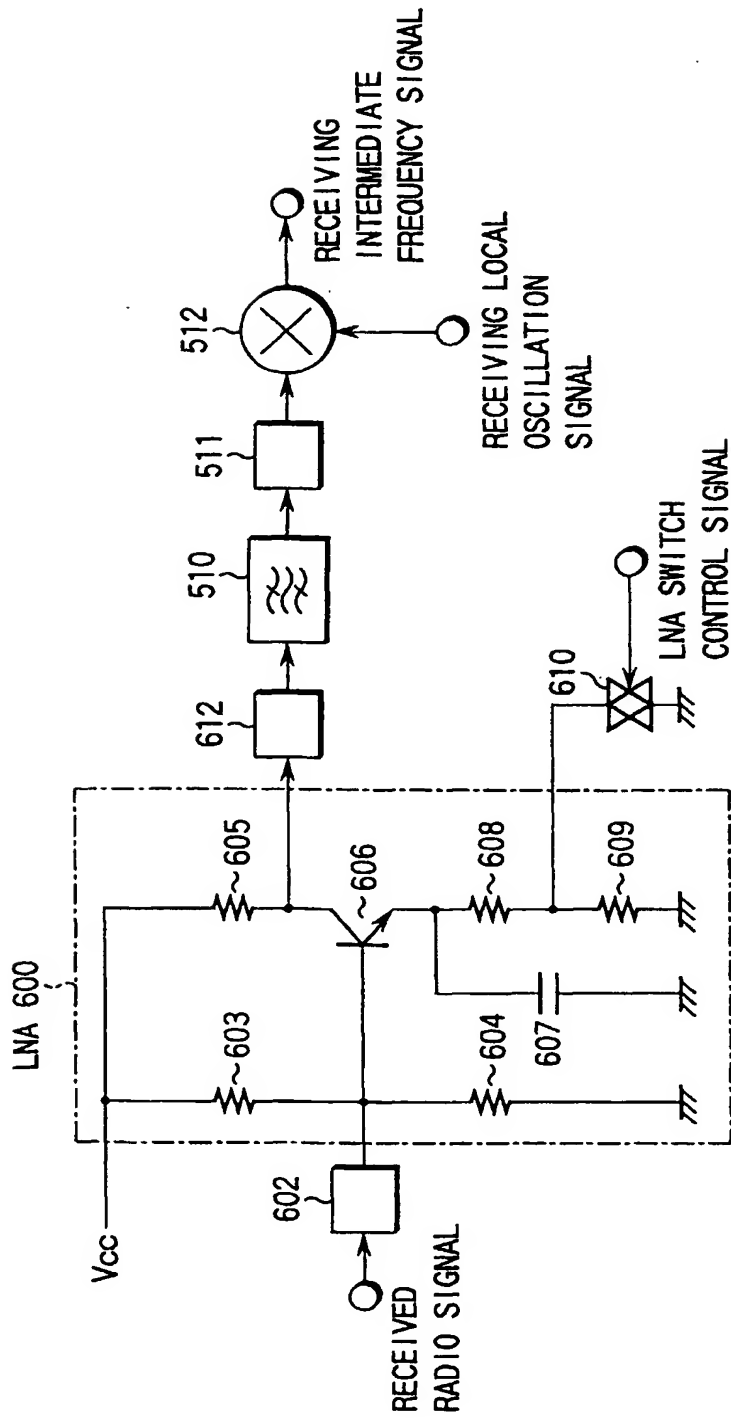 LNA 600
Vcc
603
605
606
604
607
608
609
602
RECEIVED
RADIO SIGNAL
612
510
511
512
RECEIVING
INTERMEDIATE
FREQUENCY SIGNAL
RECEIVING LOCAL
OSCILLATION
SIGNAL
610
LNA SWITCH
CONTROL SIGNAL